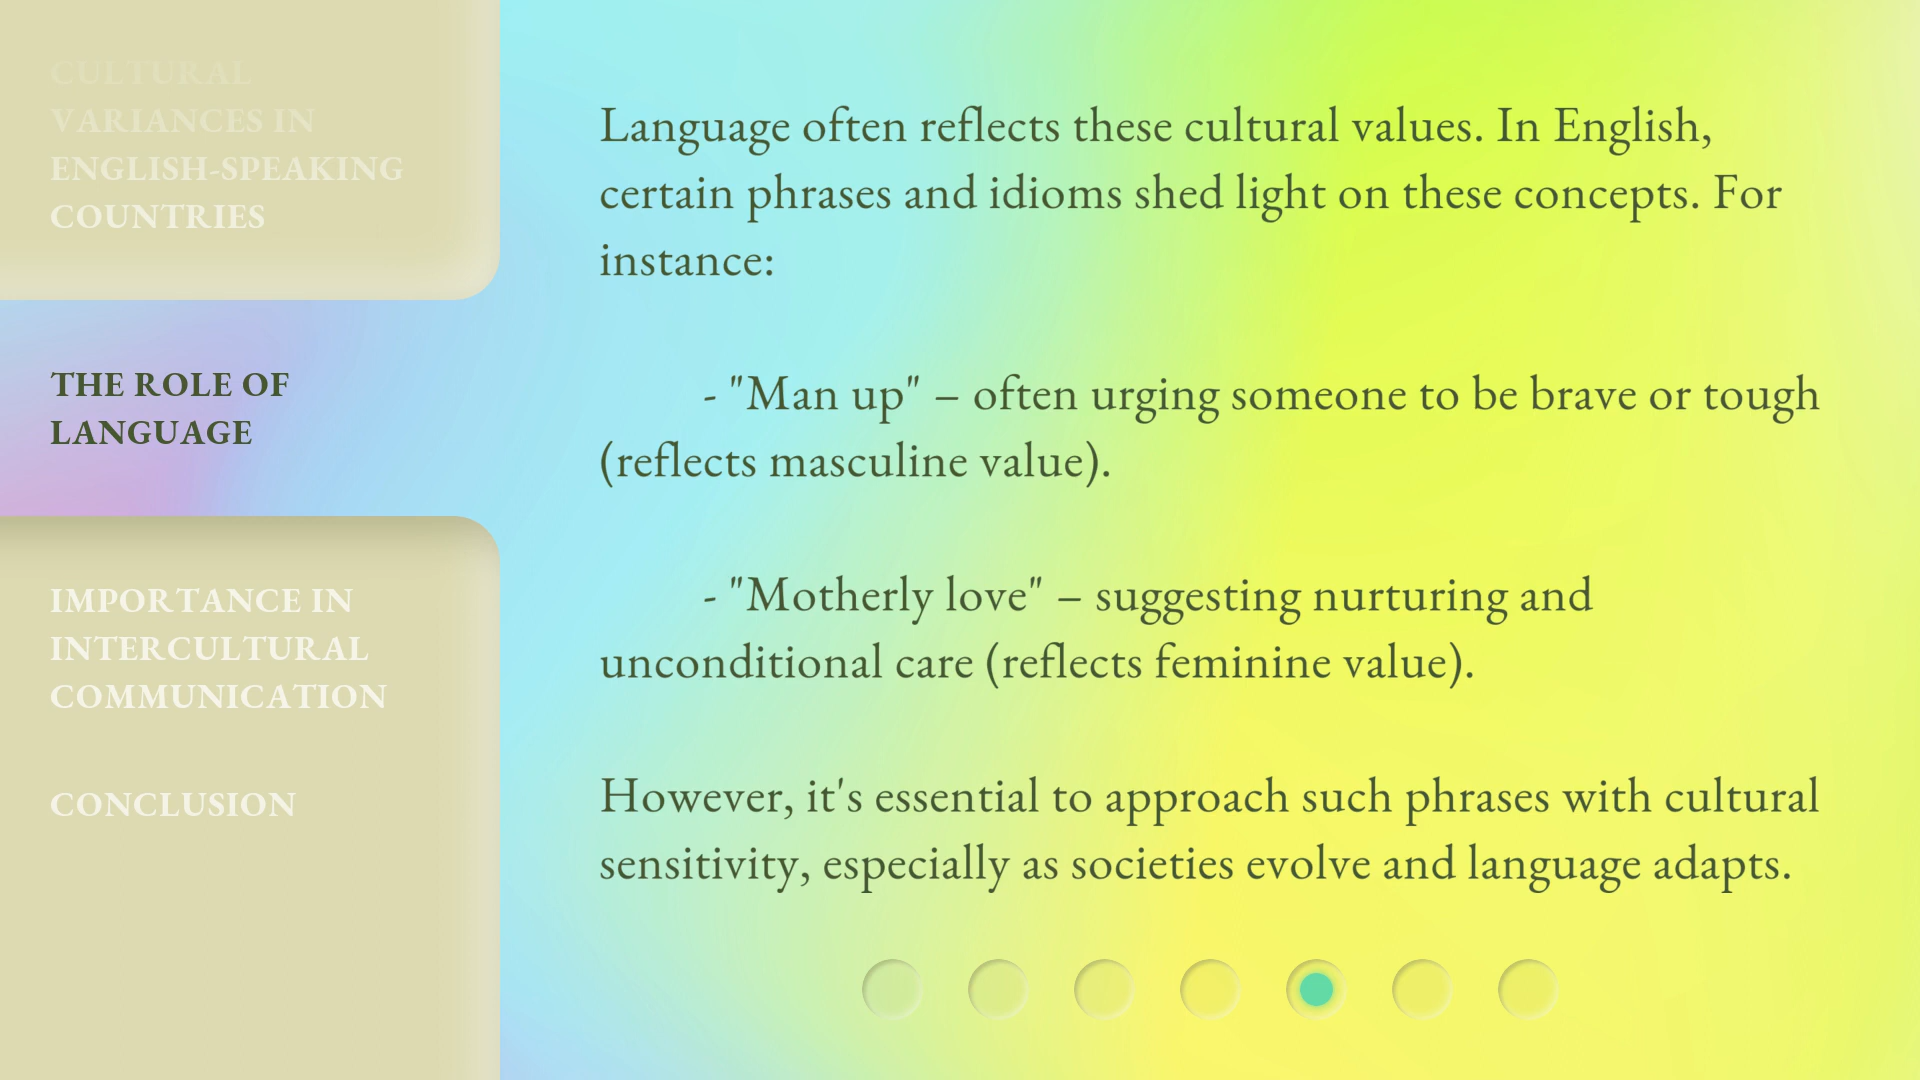 CULTURAL
VARIANCES IN
ENGLISH-SPEAKING
COUNTRIES
THE ROLE OF
LANGUAGE
IMPORTANCE IN
INTERCULTURAL
COMMUNICATION
CONCLUSION
Language often reflects these cultural values. In English,
certain phrases and idioms shed light on these concepts. For
instance:
- "Man up" – often urging someone to be brave or tough
(reflects masculine value).
- "Motherly love" – suggesting nurturing and
unconditional care (reflects feminine value).
However, it's essential to approach such phrases with cultural
sensitivity, especially as societies evolve and language adapts.